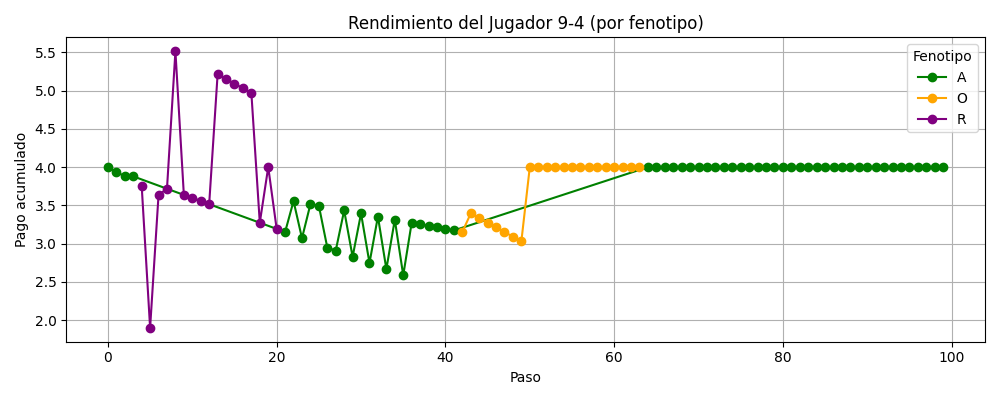 Rendimiento del Jugador 9-4 (por fenotipo)
Pago acumulado
5.5
5.0
4.5
4.0
3.5
3.0
2.5
2.0
Fenotipo
A
O
R
0
20
40
60
80
100
Paso